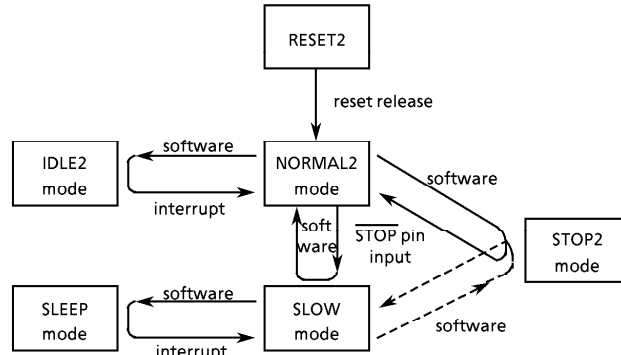 RESET2
reset release
IDLE2
mode
software
interrupt
NORMAL2
mode
software
soft
ware
STOP pin
input
STOP2
mode
SLEEP
mode
software
interrupt
SLOW
mode
software